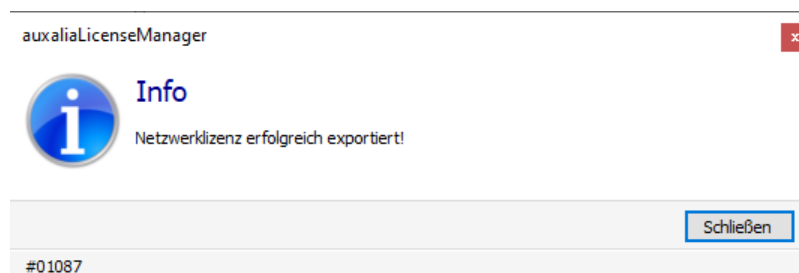 auxaliaLicenseManager
x
Info
Netzwerklizenz erfolgreich exportiert!
Schließen
#01087